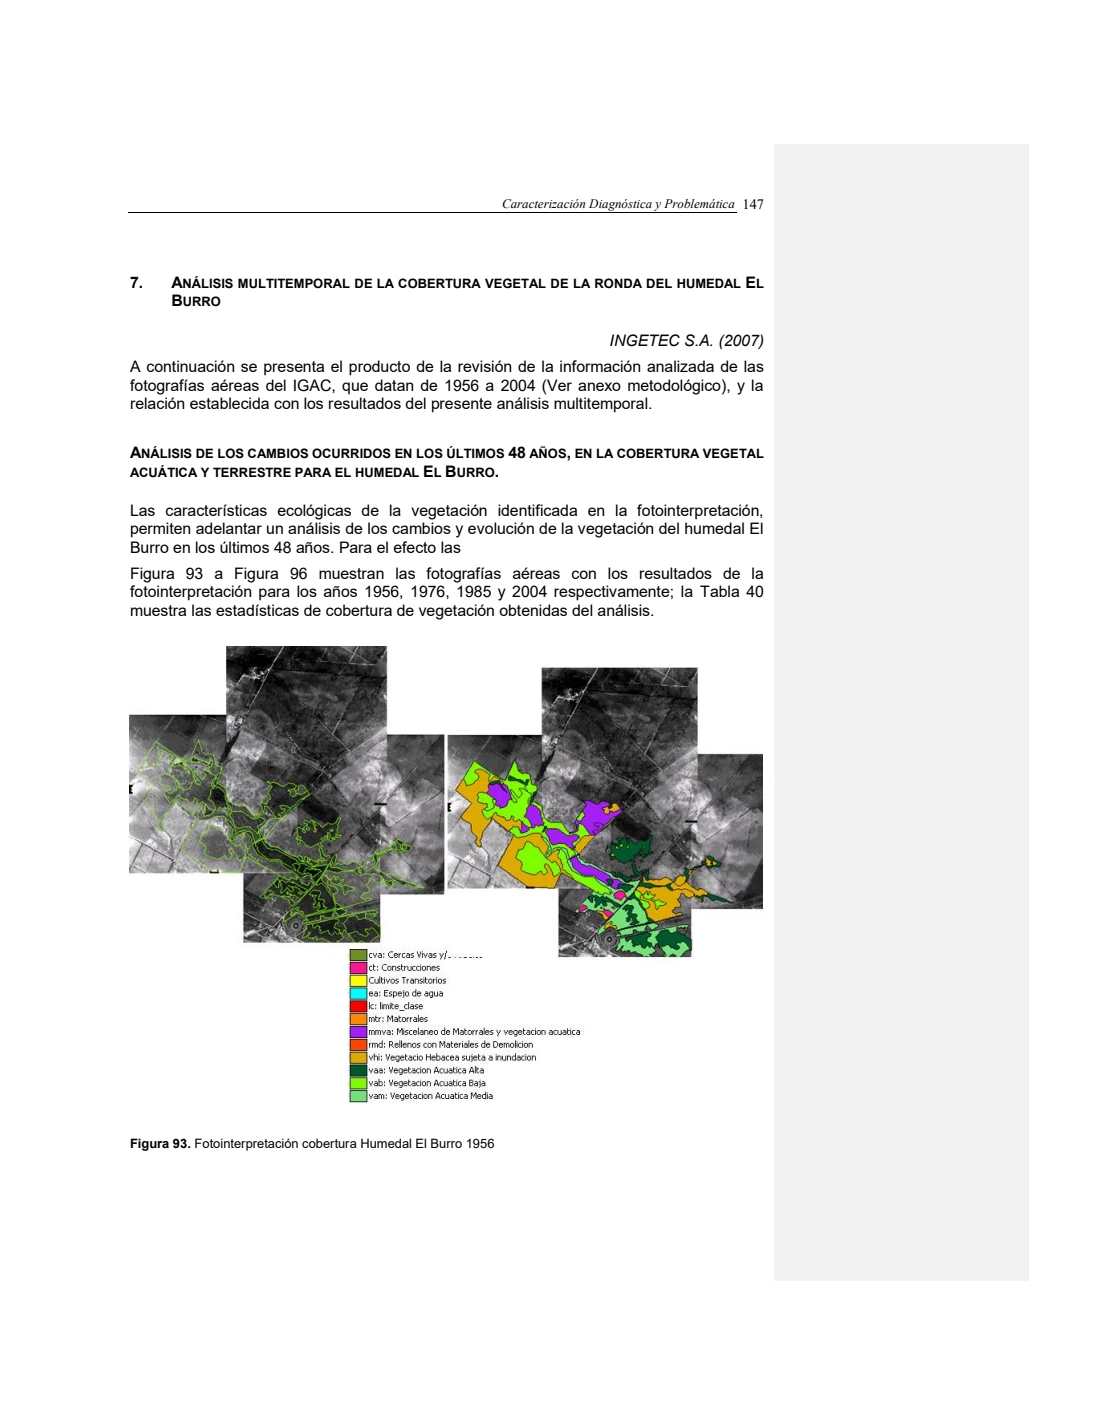 Caracterización Diagnóstica y Problemática 147
7. ANÁLISIS MULTITEMPORAL DE LA COBERTURA VEGETAL DE LA RONDA DEL HUMEDAL EL
BURRO
INGETEC S.A. (2007)
A continuación se presenta el producto de la revisión de la información analizada de las
fotografías aéreas del IGAC, que datan de 1956 a 2004 (Ver anexo metodológico), y la
relación establecida con los resultados del presente análisis multitemporal.
ANÁLISIS DE LOS CAMBIOS OCURRIDOS EN LOS ÚLTIMOS 48 AÑOS, EN LA COBERTURA VEGETAL
ACUÁTICA Y TERRESTRE PARA EL HUMEDAL EL BURRO.
Las características ecológicas de la vegetación identificada en la fotointerpretación,
permiten adelantar un análisis de los cambios y evolución de la vegetación del humedal El
Burro en los últimos 48 años. Para el efecto las
Figura 93 a Figura 96 muestran las fotografías aéreas con los resultados de la
fotointerpretación para los años 1956, 1976, 1985 y 2004 respectivamente; la Tabla 40
muestra las estadísticas de cobertura de vegetación obtenidas del análisis.
cva: Cercas Vivas y/
ct: Construcciones
Cultivos Transitorios
ea: Espejo de agua
lc: limite_clase
mtr: Matorrales
mmva: Miscelaneo de Matorrales y vegetacion acuatica
rmd: Rellenos con Materiales de Demolicion
vhi: Vegetacio Hebacea sujeta a inundacion
vaa: Vegetacion Acuatica Alta
vab: Vegetacion Acuatica Baja
vam: Vegetacion Acuatica Media
Figura 93. Fotointerpretación cobertura Humedal El Burro 1956